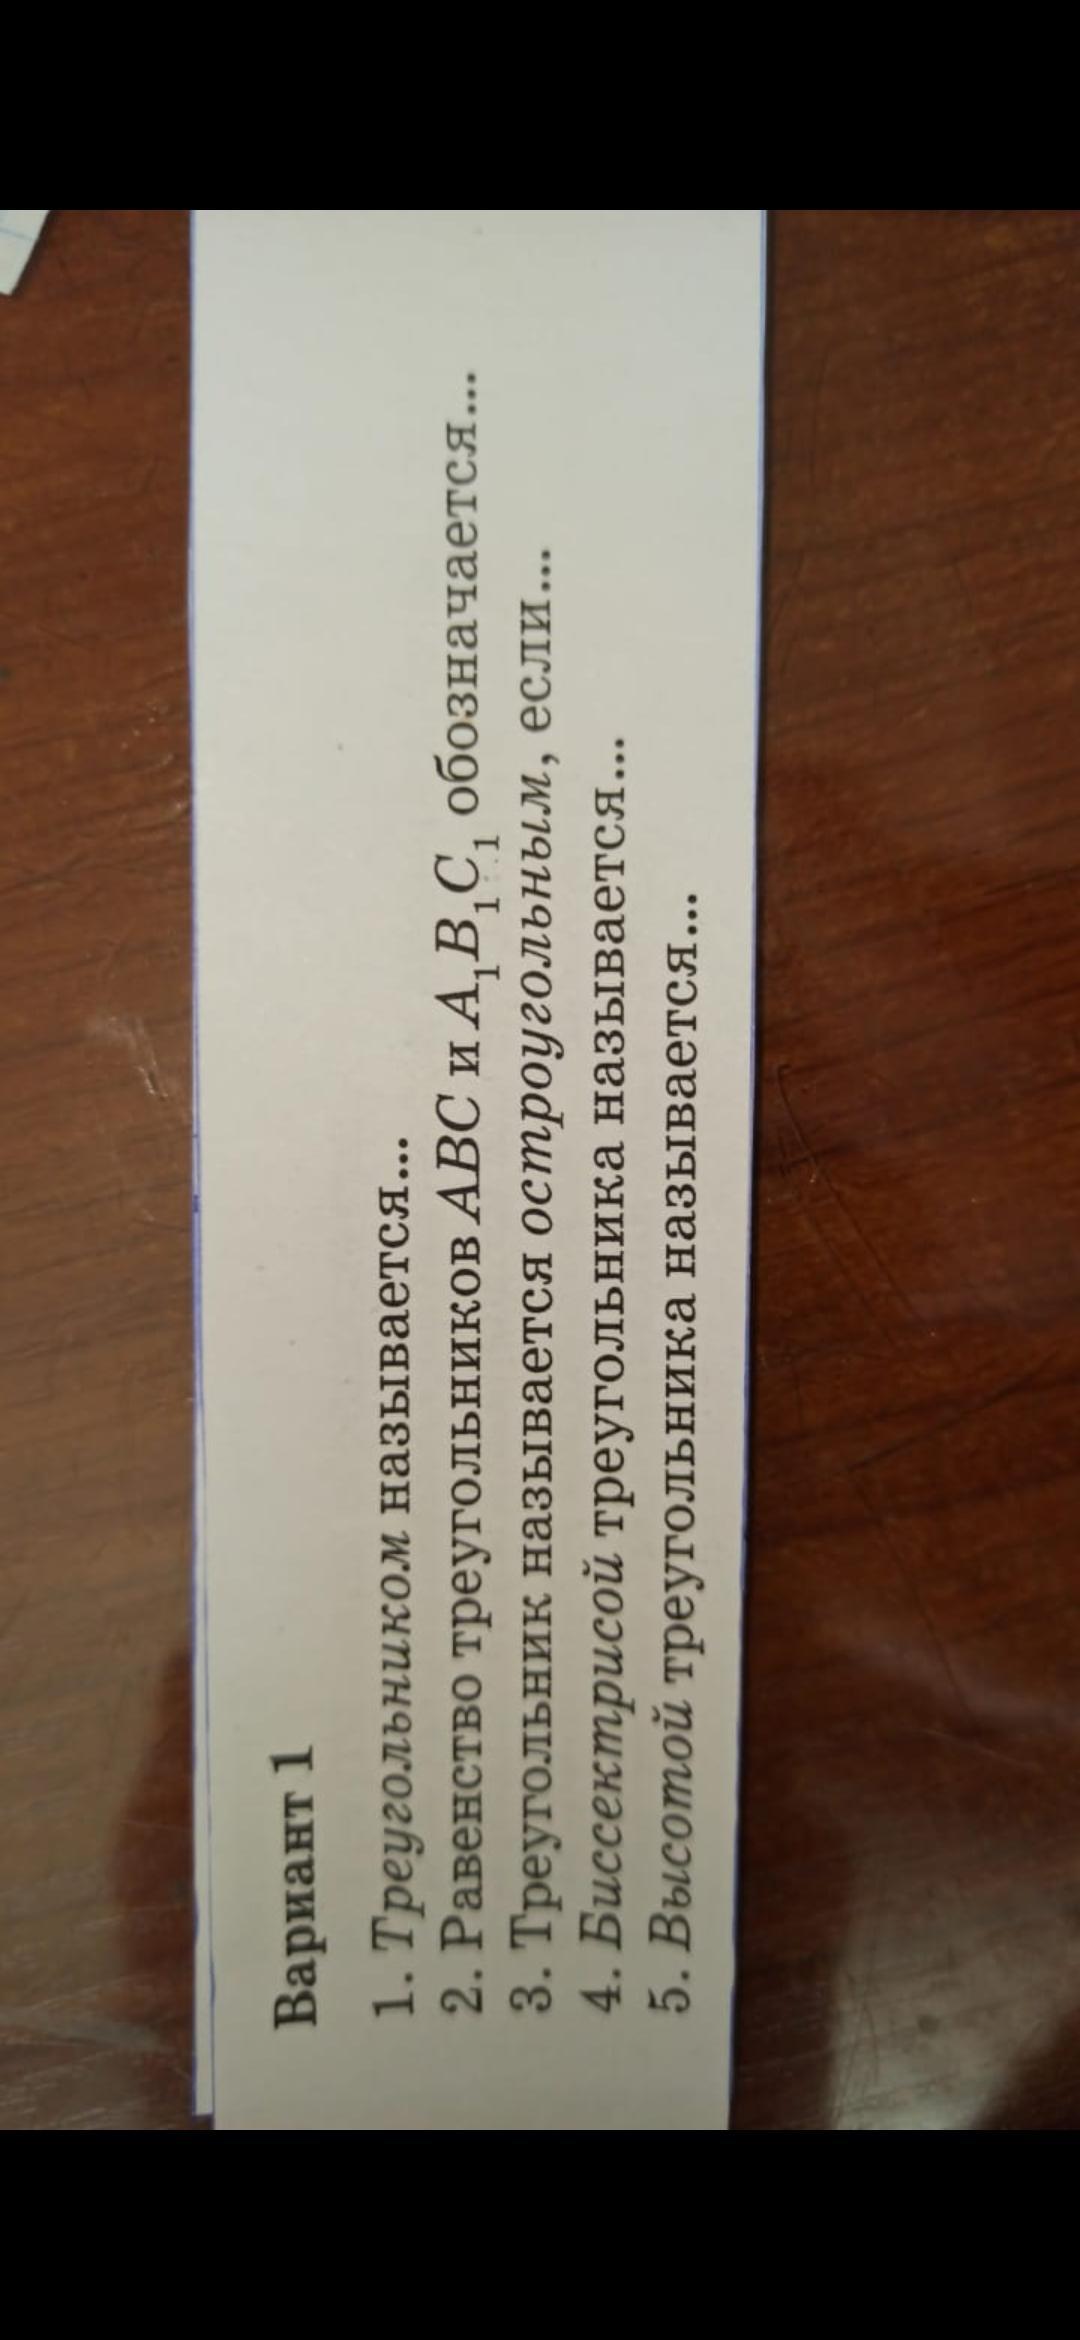 Вариант 1
1. Треугольником называется...
2. Равенство треугольников ABC и A₁B₁C₁ обозначается...
3. Треугольник называется остроугольным, если...
4. Биссектрисой треугольника называется...
5. Высотой треугольника называется...